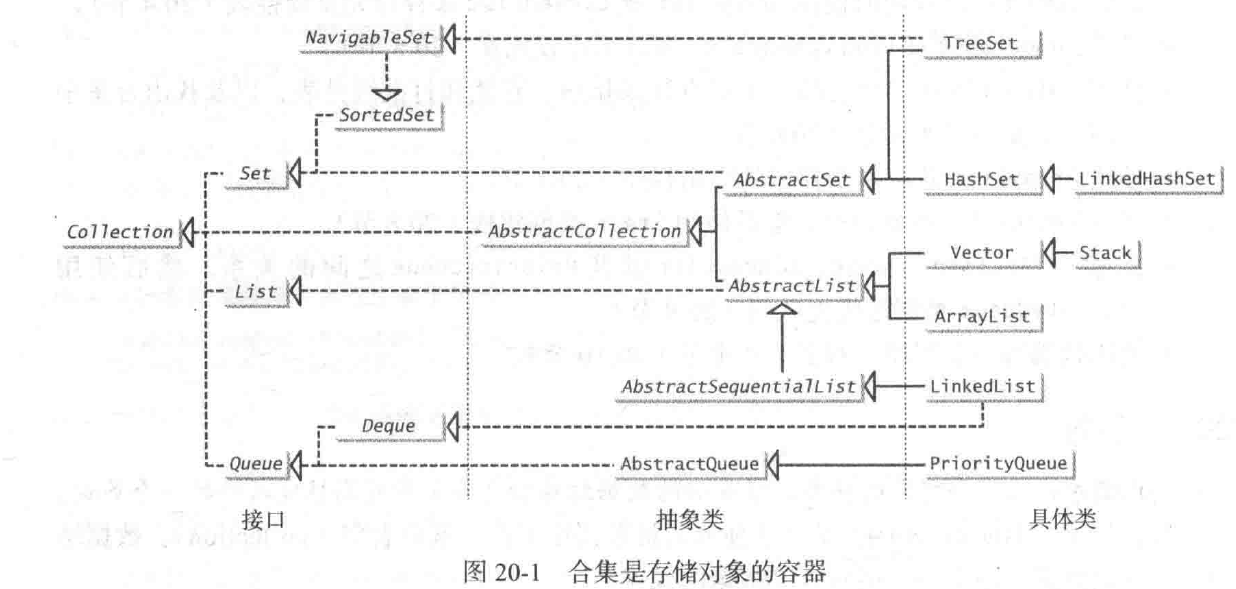 NavigableSet TreeSet
SortedSet
Set AbstractSet HashSet LinkedHashSet
Collection AbstractCollection
Vector Stack
List AbstractList
ArrayList
AbstractSequentialList LinkedList
Deque
Queue AbstractQueue PriorityQueue
接口 抽象类 具体类
图 20-1 合集是存储对象的容器